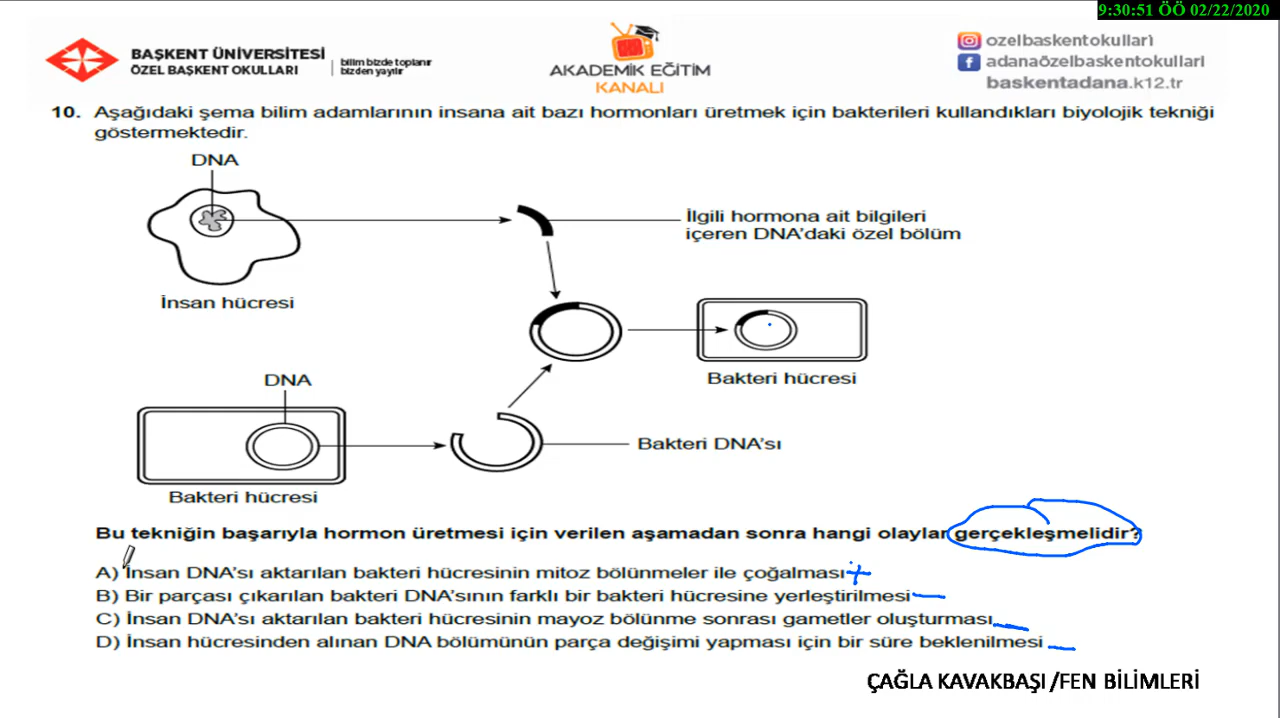 9:30:51 ÖÖ 02/22/2020
BAŞKENT ÜNİVERSİTESİ
ÖZEL BAŞKENT OKULLARI
bilim bizde toplanır
bizden yayılır
AKADEMİK EĞİTİM
KANALI
ozelbaskentokulları
adanaözelbaskentokullari
baskentadana.k12.tr
10. Aşağıdaki şema bilim adamlarının insana ait bazı hormonları üretmek için bakterileri kullandıkları biyolojik tekniği
göstermektedir.
DNA
İlgili hormona ait bilgileri
içeren DNA'daki özel bölüm
İnsan hücresi
Bakteri hücresi
DNA
Bakteri DNA'sı
Bakteri hücresi
Bu tekniğin başarıyla hormon üretmesi için verilen aşamadan sonra hangi olaylar gerçekleşmelidir?
A) İnsan DNA'sı aktarılan bakteri hücresinin mitoz bölünmeler ile çoğalması
B) Bir parçası çıkarılan bakteri DNA'sının farklı bir bakteri hücresine yerleştirilmesi
C) İnsan DNA'sı aktarılan bakteri hücresinin mayoz bölünme sonrası gametler oluşturması
D) İnsan hücresinden alınan DNA bölümünün parça değişimi yapması için bir süre beklenilmesi
ÇAĞLA KAVAKBAŞI /FEN BİLİMLERİ